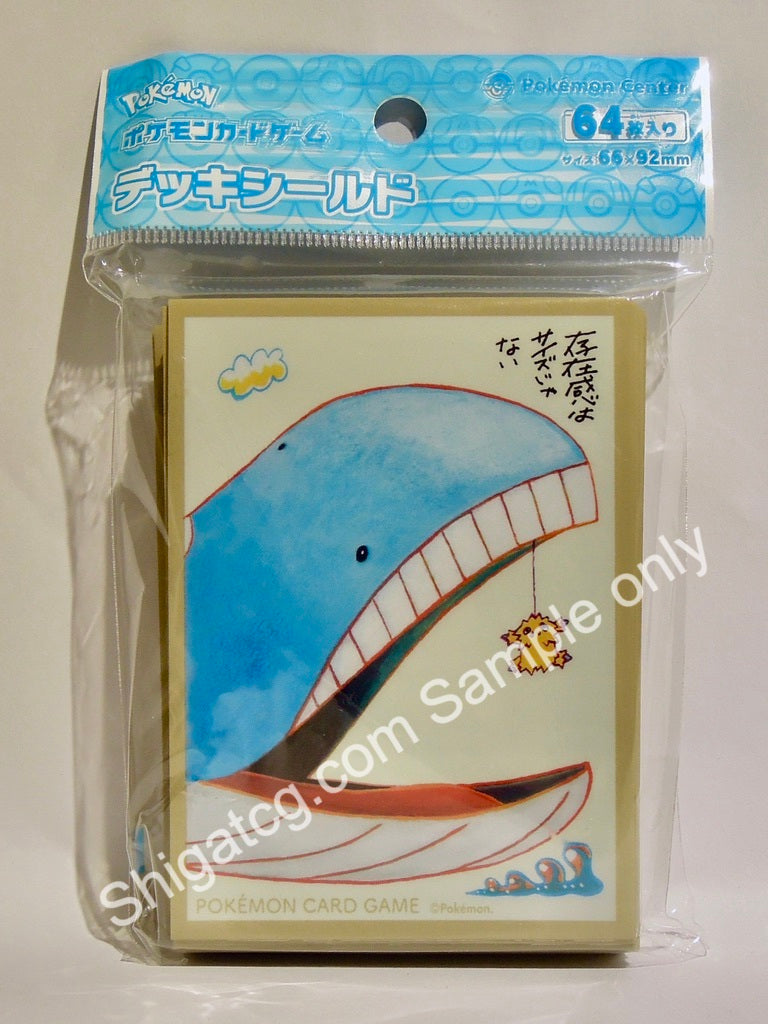 POKÉMON
Pokémon Center
ポケモンカードゲーム
64枚入り
サイズ:66×92mm
デッキシールド
存在感は
サイズじゃ
ない
Shigatcg.com Sample only
POKÉMON CARD GAME ©Pokémon.